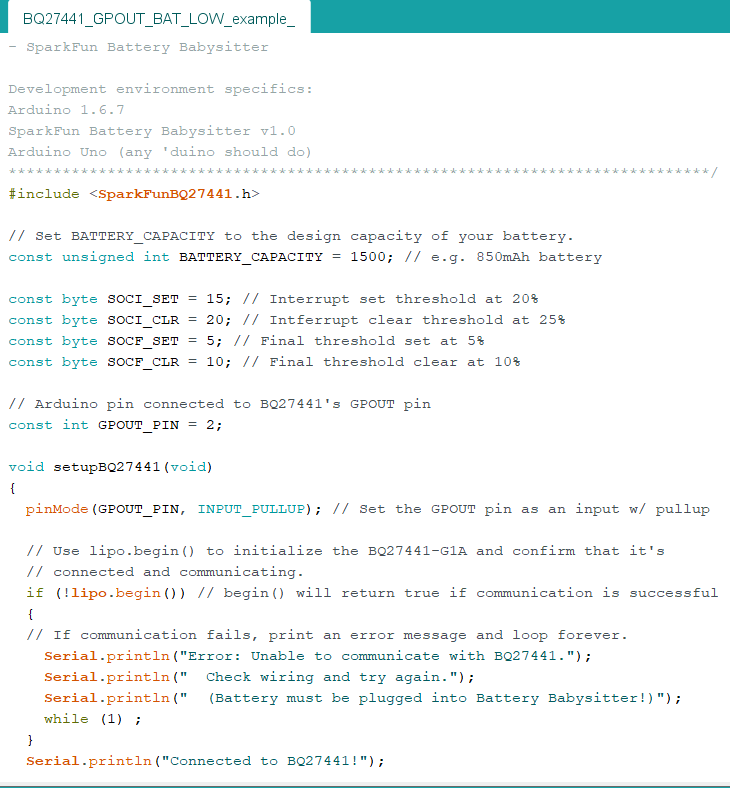 BQ27441_GPOUT_BAT_LOW_example_
- SparkFun Battery Babysitter
Development environment specifics:
Arduino 1.6.7
SparkFun Battery Babysitter v1.0
Arduino Uno (any 'duino should do)
******************************************************************************/
#include <SparkFunBQ27441.h>
// Set BATTERY_CAPACITY to the design capacity of your battery.
const unsigned int BATTERY_CAPACITY = 1500; // e.g. 850mAh battery
const byte SOCI_SET = 15; // Interrupt set threshold at 20%
const byte SOCI_CLR = 20; // Intferrupt clear threshold at 25%
const byte SOCF_SET = 5; // Final threshold set at 5%
const byte SOCF_CLR = 10; // Final threshold clear at 10%
// Arduino pin connected to BQ27441's GPOUT pin
const int GPOUT_PIN = 2;
void setupBQ27441(void)
{
  pinMode(GPOUT_PIN, INPUT_PULLUP); // Set the GPOUT pin as an input w/ pullup
  // Use lipo.begin() to initialize the BQ27441-G1A and confirm that it's
  // connected and communicating.
  if (!lipo.begin()) // begin() will return true if communication is successful
  {
  // If communication fails, print an error message and loop forever.
    Serial.println("Error: Unable to communicate with BQ27441.");
    Serial.println("  Check wiring and try again.");
    Serial.println("  (Battery must be plugged into Battery Babysitter!)");
    while (1) ;
  }
  Serial.println("Connected to BQ27441!");